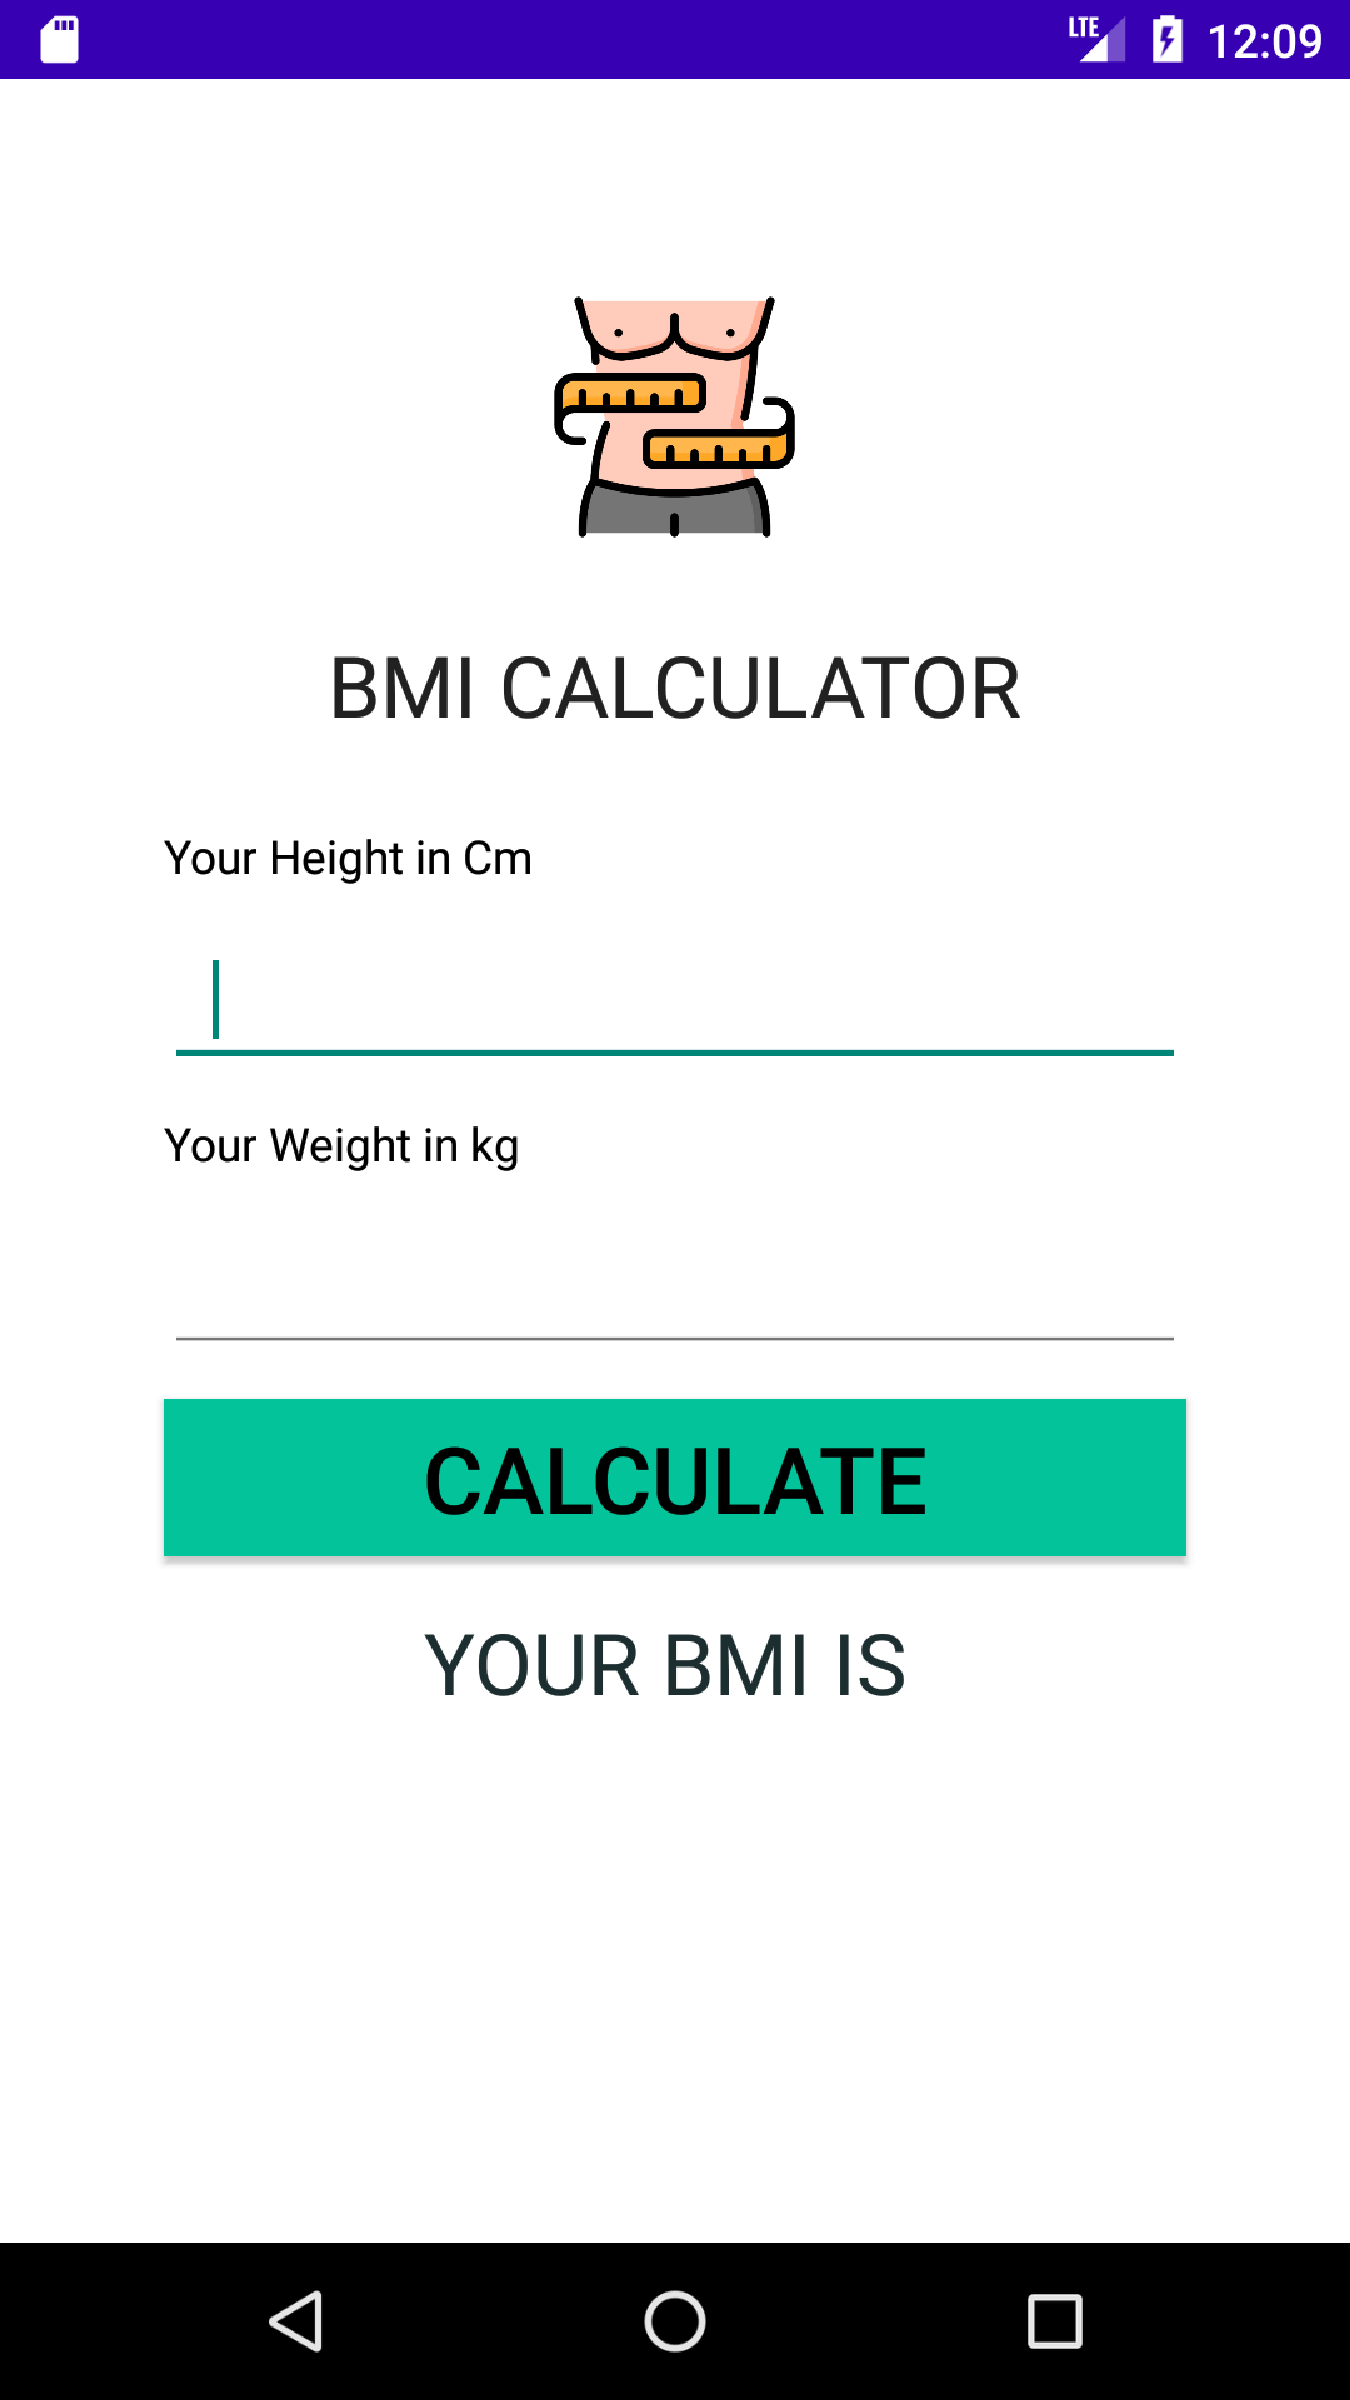 LTE 12:09
BMI CALCULATOR
Your Height in Cm
Your Weight in kg
CALCULATE
YOUR BMI IS